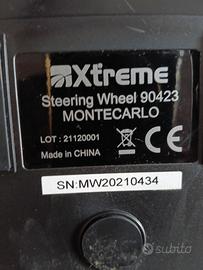 Xtreme
Steering Wheel 90423
MONTECARLO
LOT : 21120001
Made in CHINA
CE
SN:MW20210434
subito